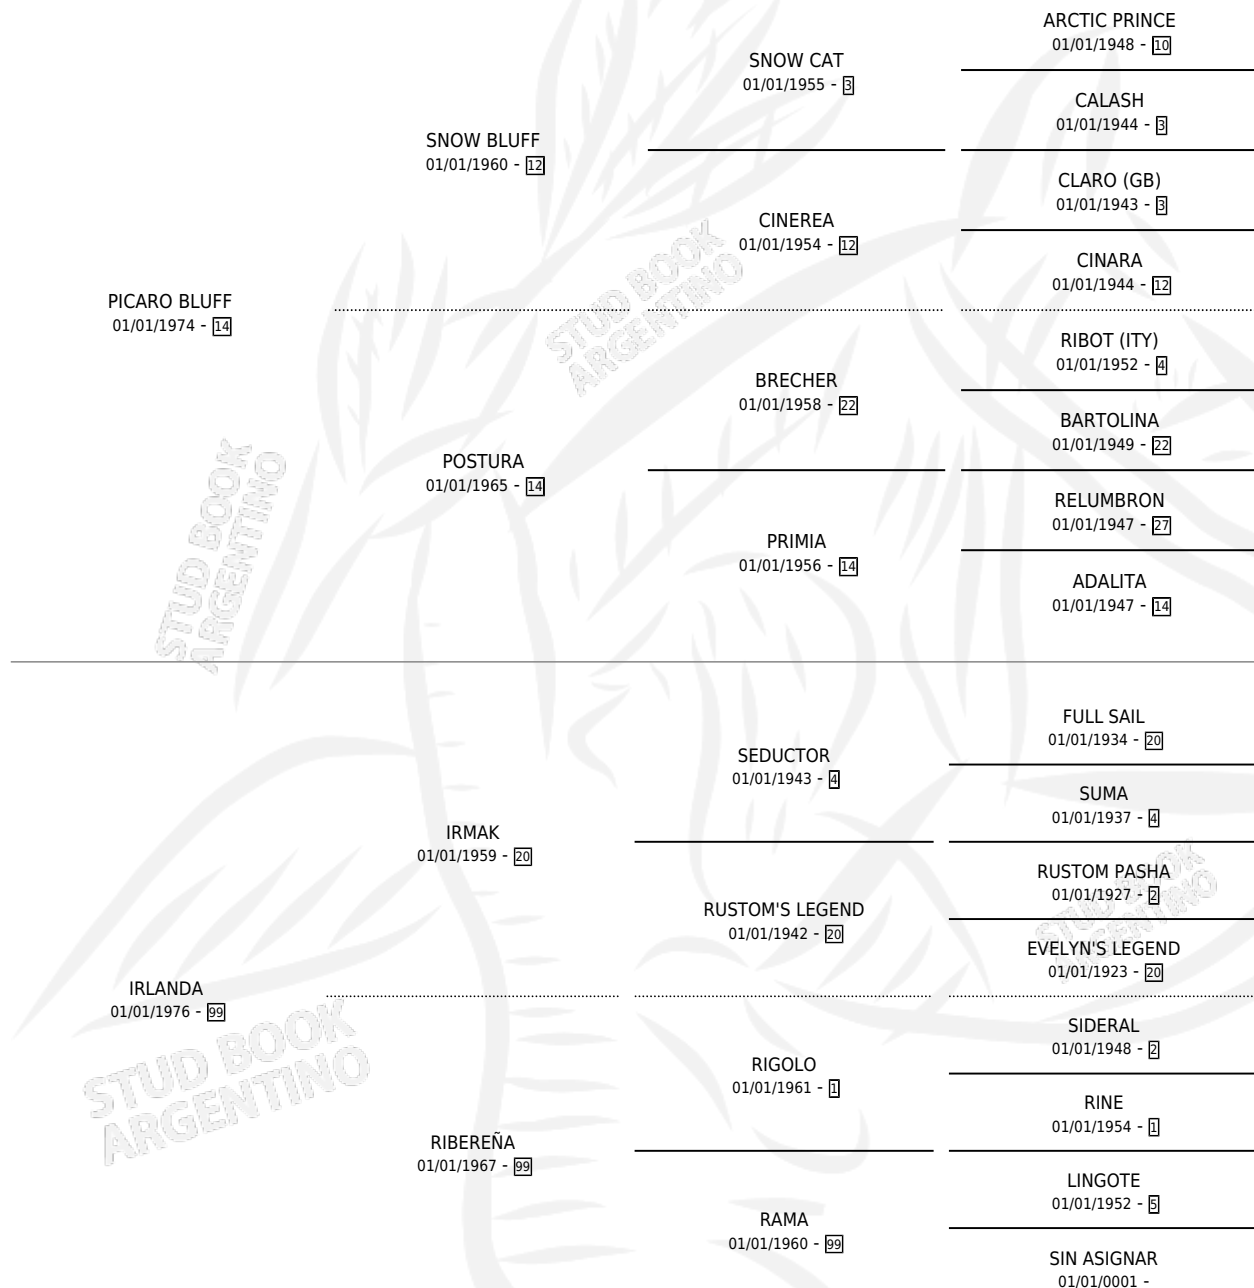 ARCTIC PRINCE
01/01/1948 - 10
SNOW CAT
01/01/1955 - 3
CALASH
01/01/1944 - 3
SNOW BLUFF
01/01/1960 - 12
CLARO (GB)
01/01/1943 - 3
CINEREA
01/01/1954 - 12
CINARA
01/01/1944 - 12
PICARO BLUFF
01/01/1974 - 14
RIBOT (ITY)
01/01/1952 - 4
BRECHER
01/01/1958 - 22
BARTOLINA
01/01/1949 - 22
POSTURA
01/01/1965 - 14
RELUMBRON
01/01/1947 - 27
PRIMIA
01/01/1956 - 14
ADALITA
01/01/1947 - 14
STUD BOOK
ARGENTINO
STUD BOOK
ARGENTINO
FULL SAIL
01/01/1934 - 20
SEDUCTOR
01/01/1943 - 4
SUMA
01/01/1937 - 4
IRMAK
01/01/1959 - 20
RUSTOM PASHA
01/01/1927 - 2
RUSTOM'S LEGEND
01/01/1942 - 20
EVELYN'S LEGEND
01/01/1923 - 20
IRLANDA
01/01/1976 - 99
SIDERAL
01/01/1948 - 2
RIGOLO
01/01/1961 - 1
RINE
01/01/1954 - 1
RIBEREÑA
01/01/1967 - 99
LINGOTE
01/01/1952 - 5
RAMA
01/01/1960 - 99
SIN ASIGNAR
01/01/0001 -
STUD BOOK
ARGENTINO
STUD BOOK
ARGENTINO